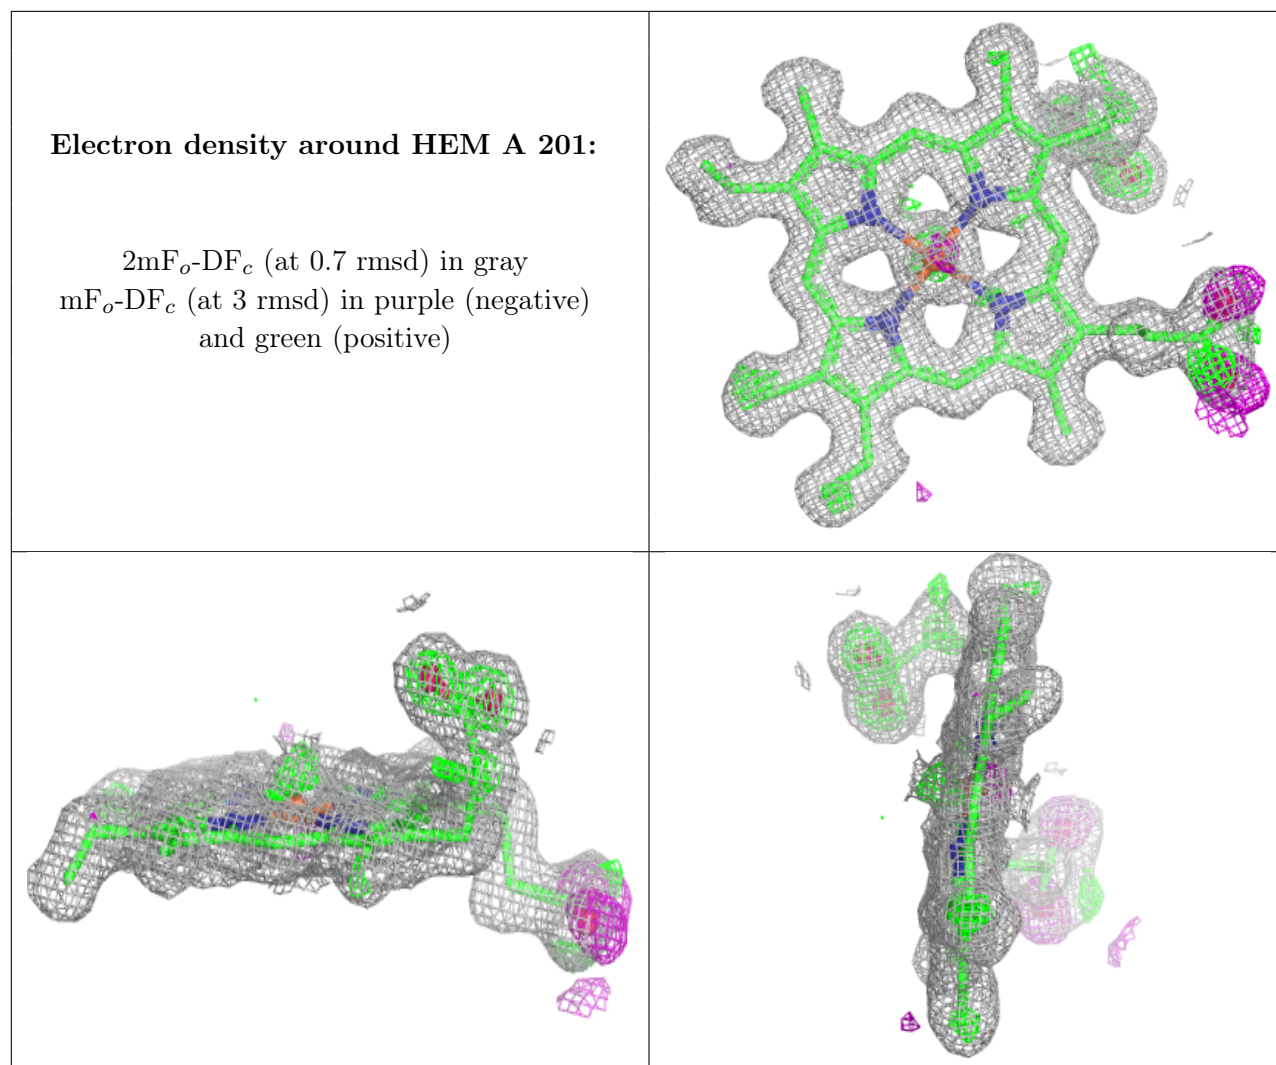 Electron density around HEM A 201:
2mFₒ-DF𝒸 (at 0.7 rmsd) in gray
mFₒ-DF𝒸 (at 3 rmsd) in purple (negative)
and green (positive)